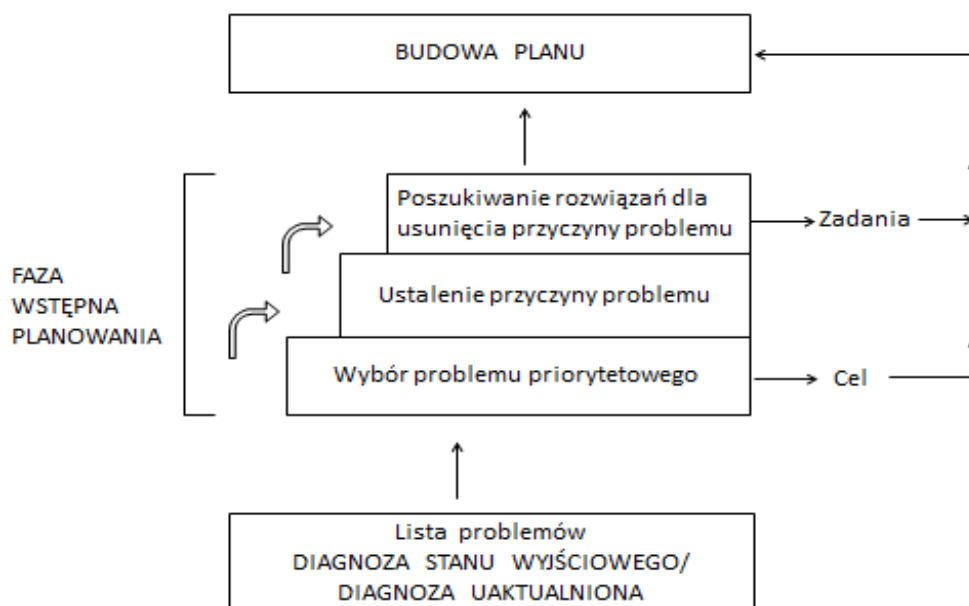 BUDOWA PLANU
Poszukiwanie rozwiązań dla
usunięcia przyczyny problemu
Zadania
FAZA
WSTĘPNA
PLANOWANIA
Ustalenie przyczyny problemu
Wybór problemu priorytetowego
Cel
Lista problemów
DIAGNOZA STANU WYJŚCIOWEGO/
DIAGNOZA UAKTUALNIONA